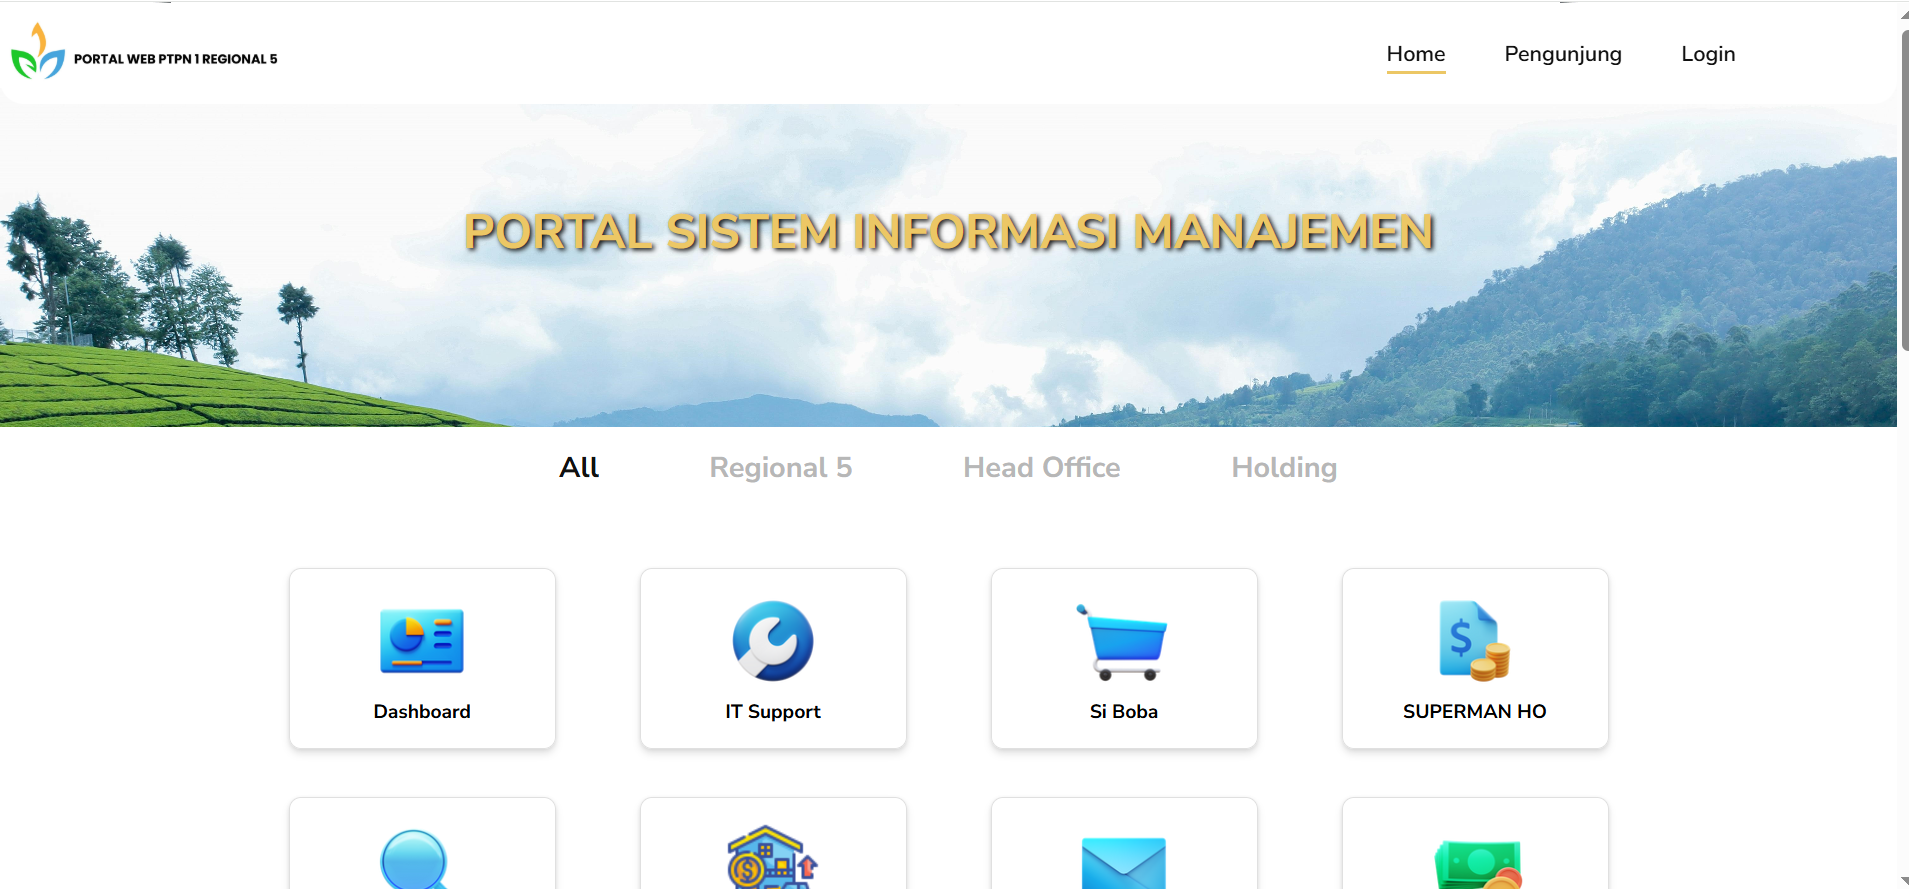 PORTAL WEB PTPN 1 REGIONAL 5
Home Pengunjung Login
PORTAL SISTEM INFORMASI MANAJEMEN
All Regional 5 Head Office Holding
Dashboard IT Support Si Boba SUPERMAN HO